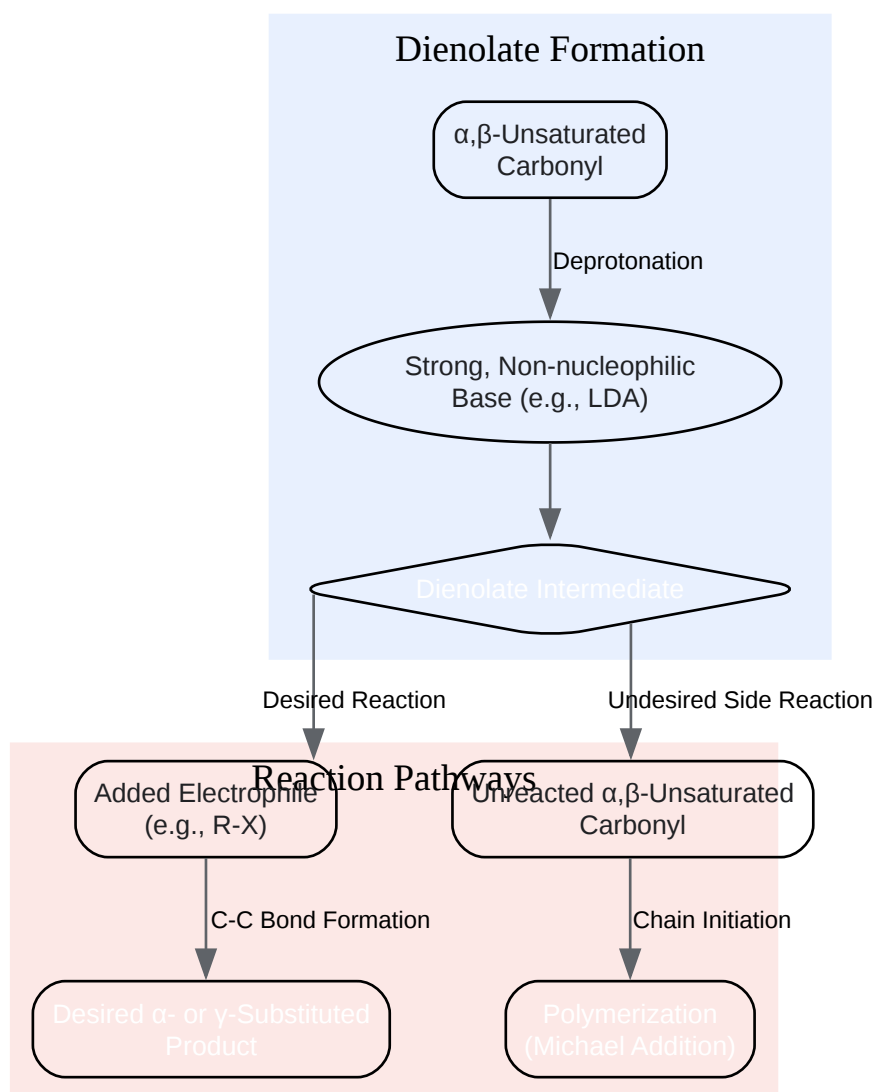 Dienolate Formation
α,β-Unsaturated
Carbonyl
Deprotonation
Strong, Non-nucleophilic
Base (e.g., LDA)
Dienolate Intermediate
Desired Reaction
Undesired Side Reaction
Reaction Pathways
Added Electrophile
(e.g., R-X)
Unreacted α,β-Unsaturated
Carbonyl
C-C Bond Formation
Chain Initiation
Desired α- or γ-Substituted
Product
Polymerization
(Michael Addition)